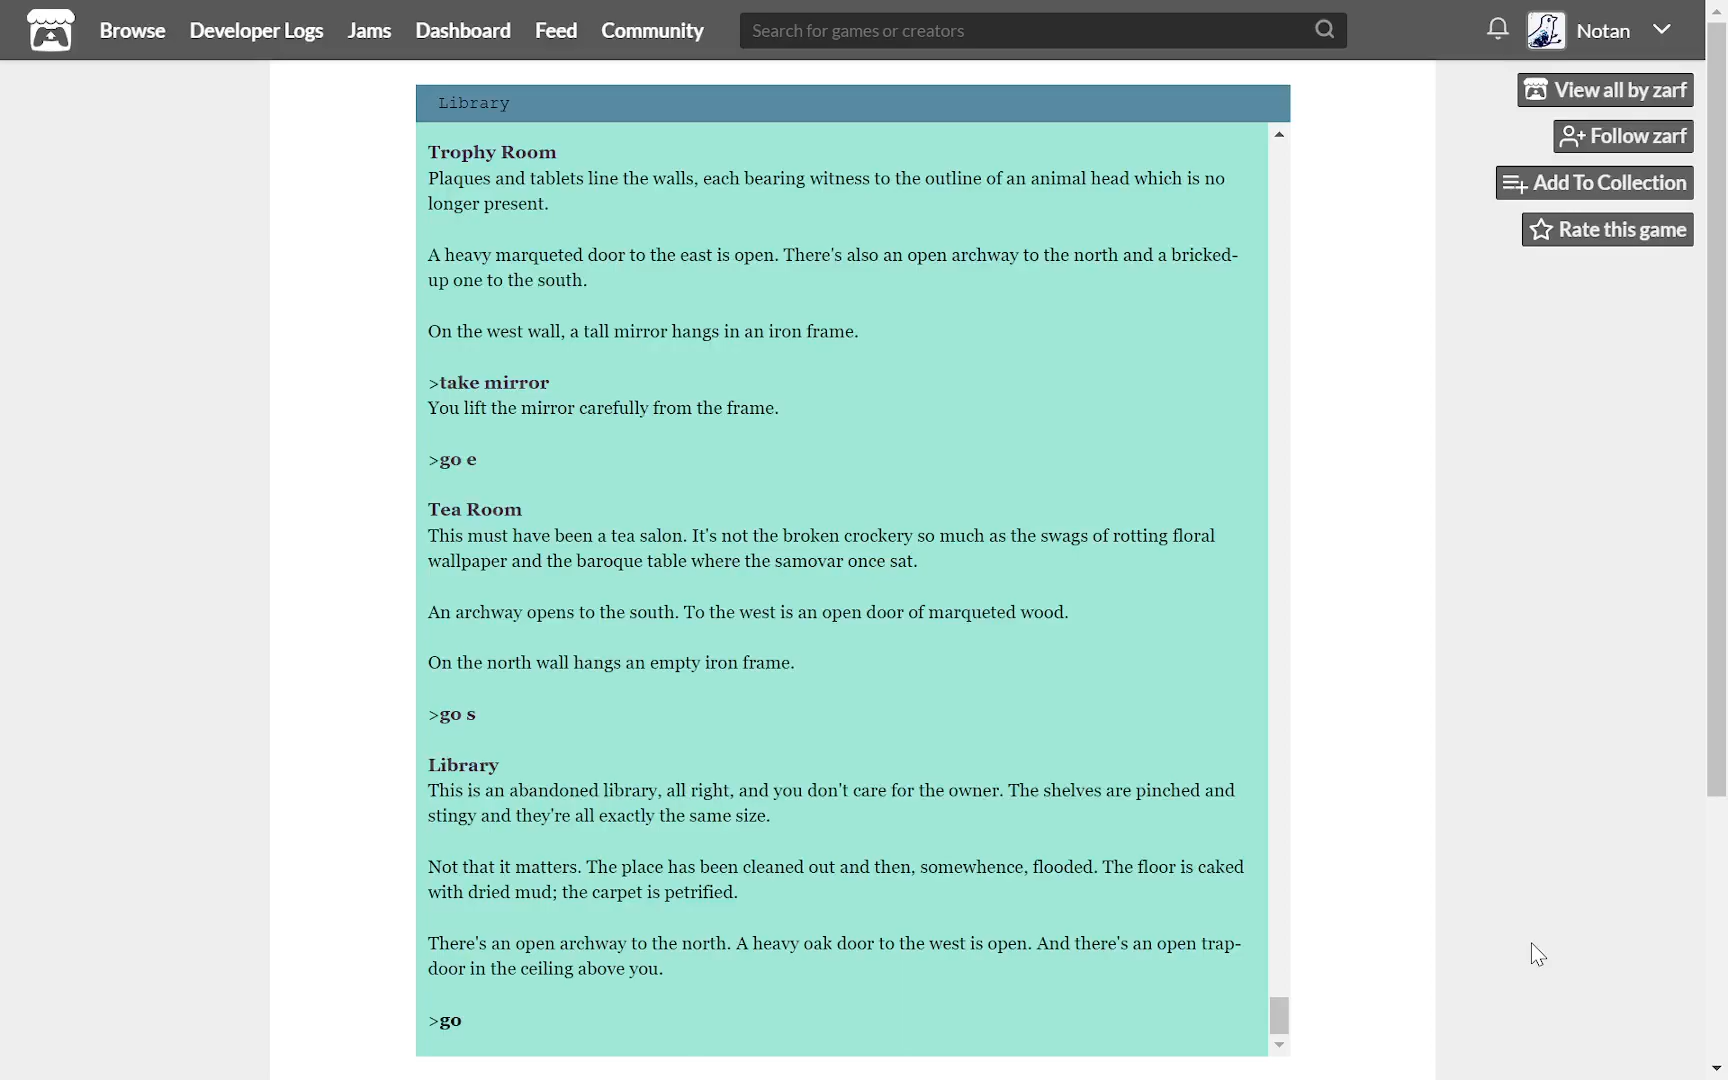 Browse Developer Logs Jams Dashboard Feed Community Search for games or creators Notan
View all by zarf
Follow zarf
Add To Collection
Rate this game
Library
Trophy Room
Plaques and tablets line the walls, each bearing witness to the outline of an animal head which is no
longer present.
A heavy marqueted door to the east is open. There's also an open archway to the north and a bricked-
up one to the south.
On the west wall, a tall mirror hangs in an iron frame.
>take mirror
You lift the mirror carefully from the frame.
>go e
Tea Room
This must have been a tea salon. It's not the broken crockery so much as the swags of rotting floral
wallpaper and the baroque table where the samovar once sat.
An archway opens to the south. To the west is an open door of marqueted wood.
On the north wall hangs an empty iron frame.
>go s
Library
This is an abandoned library, all right, and you don't care for the owner. The shelves are pinched and
stingy and they're all exactly the same size.
Not that it matters. The place has been cleaned out and then, somewhence, flooded. The floor is caked
with dried mud; the carpet is petrified.
There's an open archway to the north. A heavy oak door to the west is open. And there's an open trap-
door in the ceiling above you.
>go